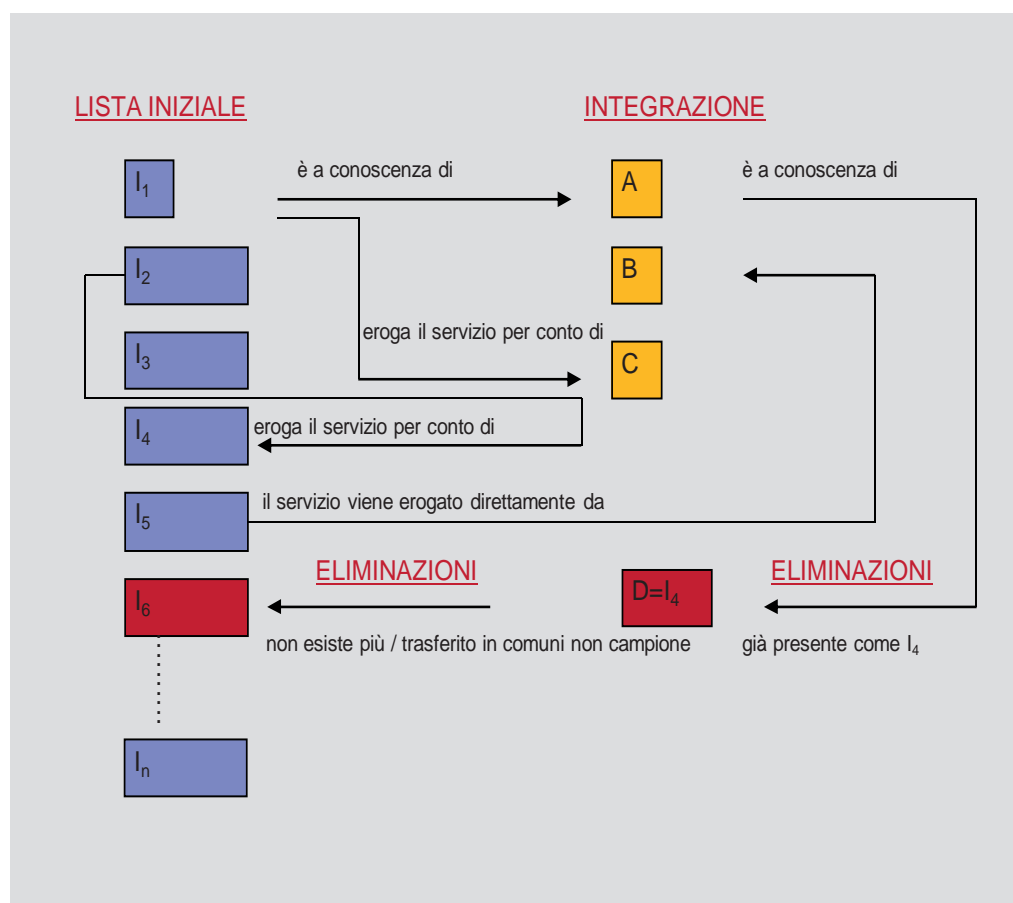 LISTA INIZIALE
INTEGRAZIONE
I₁
è a conoscenza di
A
è a conoscenza di
I₂
B
eroga il servizio per conto di
I₃
C
I₄
eroga il servizio per conto di
I₅
il servizio viene erogato direttamente da
ELIMINAZIONI
ELIMINAZIONI
I₆
D=I₄
non esiste più / trasferito in comuni non campione
già presente come I₄
Iₙ